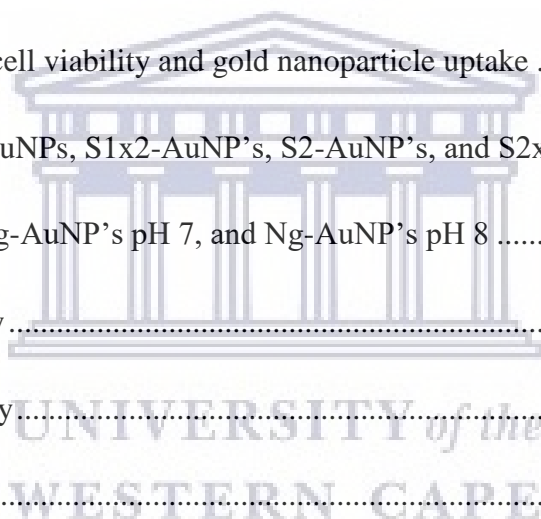 cell viability and gold nanoparticle uptake .
uNPs, S1x2-AuNP's, S2-AuNP's, and S2x
g-AuNP's pH 7, and Ng-AuNP's pH 8 ......
..............................................................
y..............................................................
UNIVERSITY of the
..............................................................
WESTERN CAPE